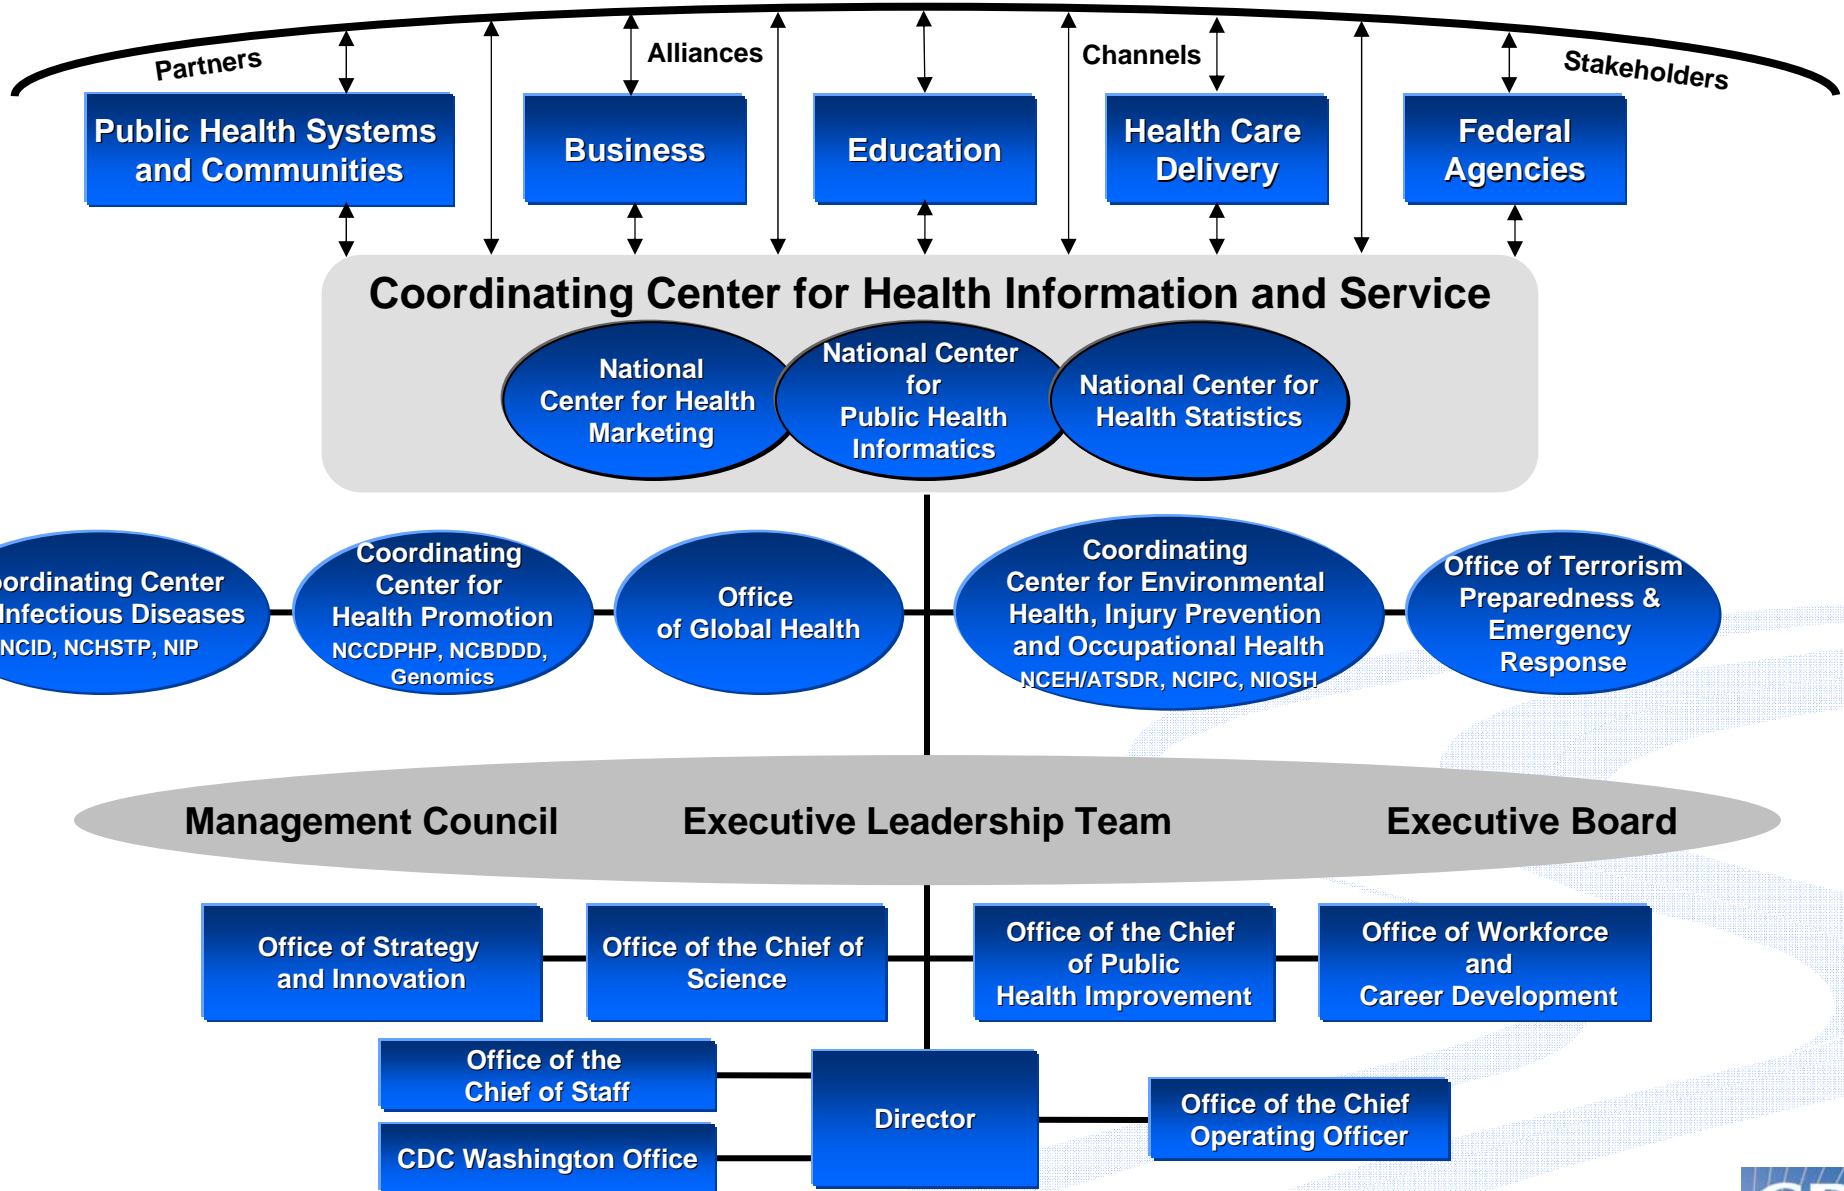 Partners
Alliances
Channels
Stakeholders
Public Health Systems
and Communities
Business
Education
Health Care
Delivery
Federal
Agencies
Coordinating Center for Health Information and Service
National
Center for Health
Marketing
National Center
for
Public Health
Informatics
National Center for
Health Statistics
ordinating Center
Infectious Diseases
NCID, NCHSTP, NIP
Coordinating
Center for
Health Promotion
NCCDPHP, NCBDDD,
Genomics
Office
of Global Health
Coordinating
Center for Environmental
Health, Injury Prevention
and Occupational Health
NCEH/ATSDR, NCIPC, NIOSH
Office of Terrorism
Preparedness &
Emergency
Response
Management Council
Executive Leadership Team
Executive Board
Office of Strategy
and Innovation
Office of the Chief of
Science
Office of the Chief
of Public
Health Improvement
Office of Workforce
and
Career Development
Office of the
Chief of Staff
CDC Washington Office
Director
Office of the Chief
Operating Officer